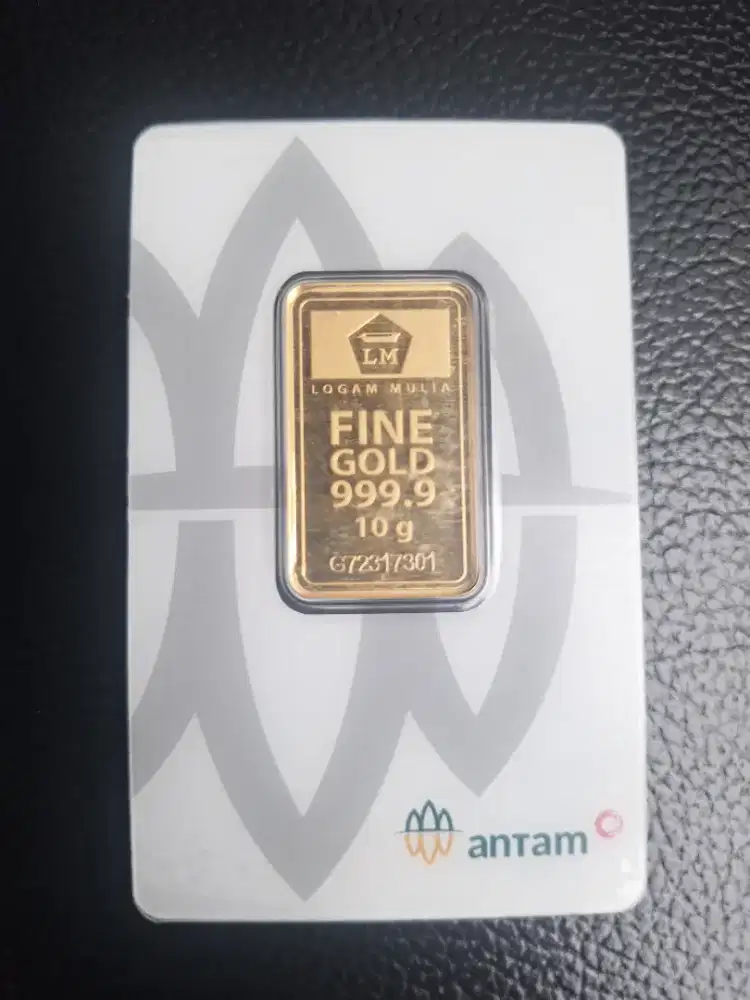 LM
LOGAM MULIA
FINE
GOLD
999.9
10 g
G72317301
antam